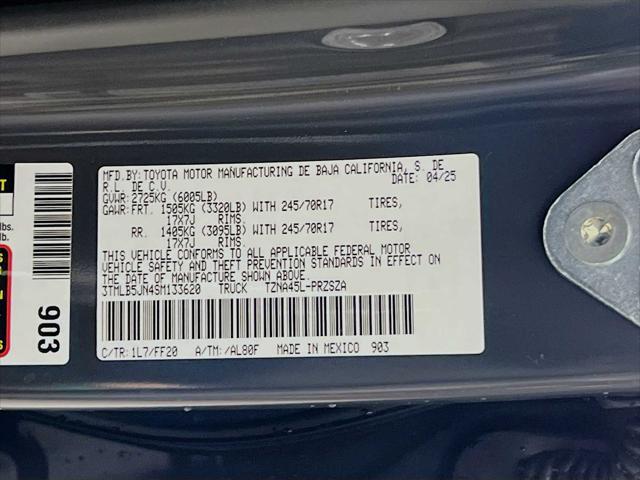 MFD.BY:TOYOTA MOTOR MANUFACTURING DE BAJA CALIFORNIA, S. DE
R.L. DE C.V. DATE: 04/25
GVWR: 2725KG (6005LB)
GAWR: FRT. 1505KG (3320LB) WITH 245/70R17 TIRES,
17X7J RIMS.
RR. 1405KG (3095LB) WITH 245/70R17 TIRES,
17X7J RIMS.
THIS VEHICLE CONFORMS TO ALL APPLICABLE FEDERAL MOTOR
VEHICLE SAFETY AND THEFT PREVENTION STANDARDS IN EFFECT ON
THE DATE OF MANUFACTURE SHOWN ABOVE.
3TMLB5JN4SM133620 TRUCK TZNA45L-PRZSZA
C/TR:1L7/FF20 A/TM:/AL80F MADE IN MEXICO 903
lbs.
lb.
903